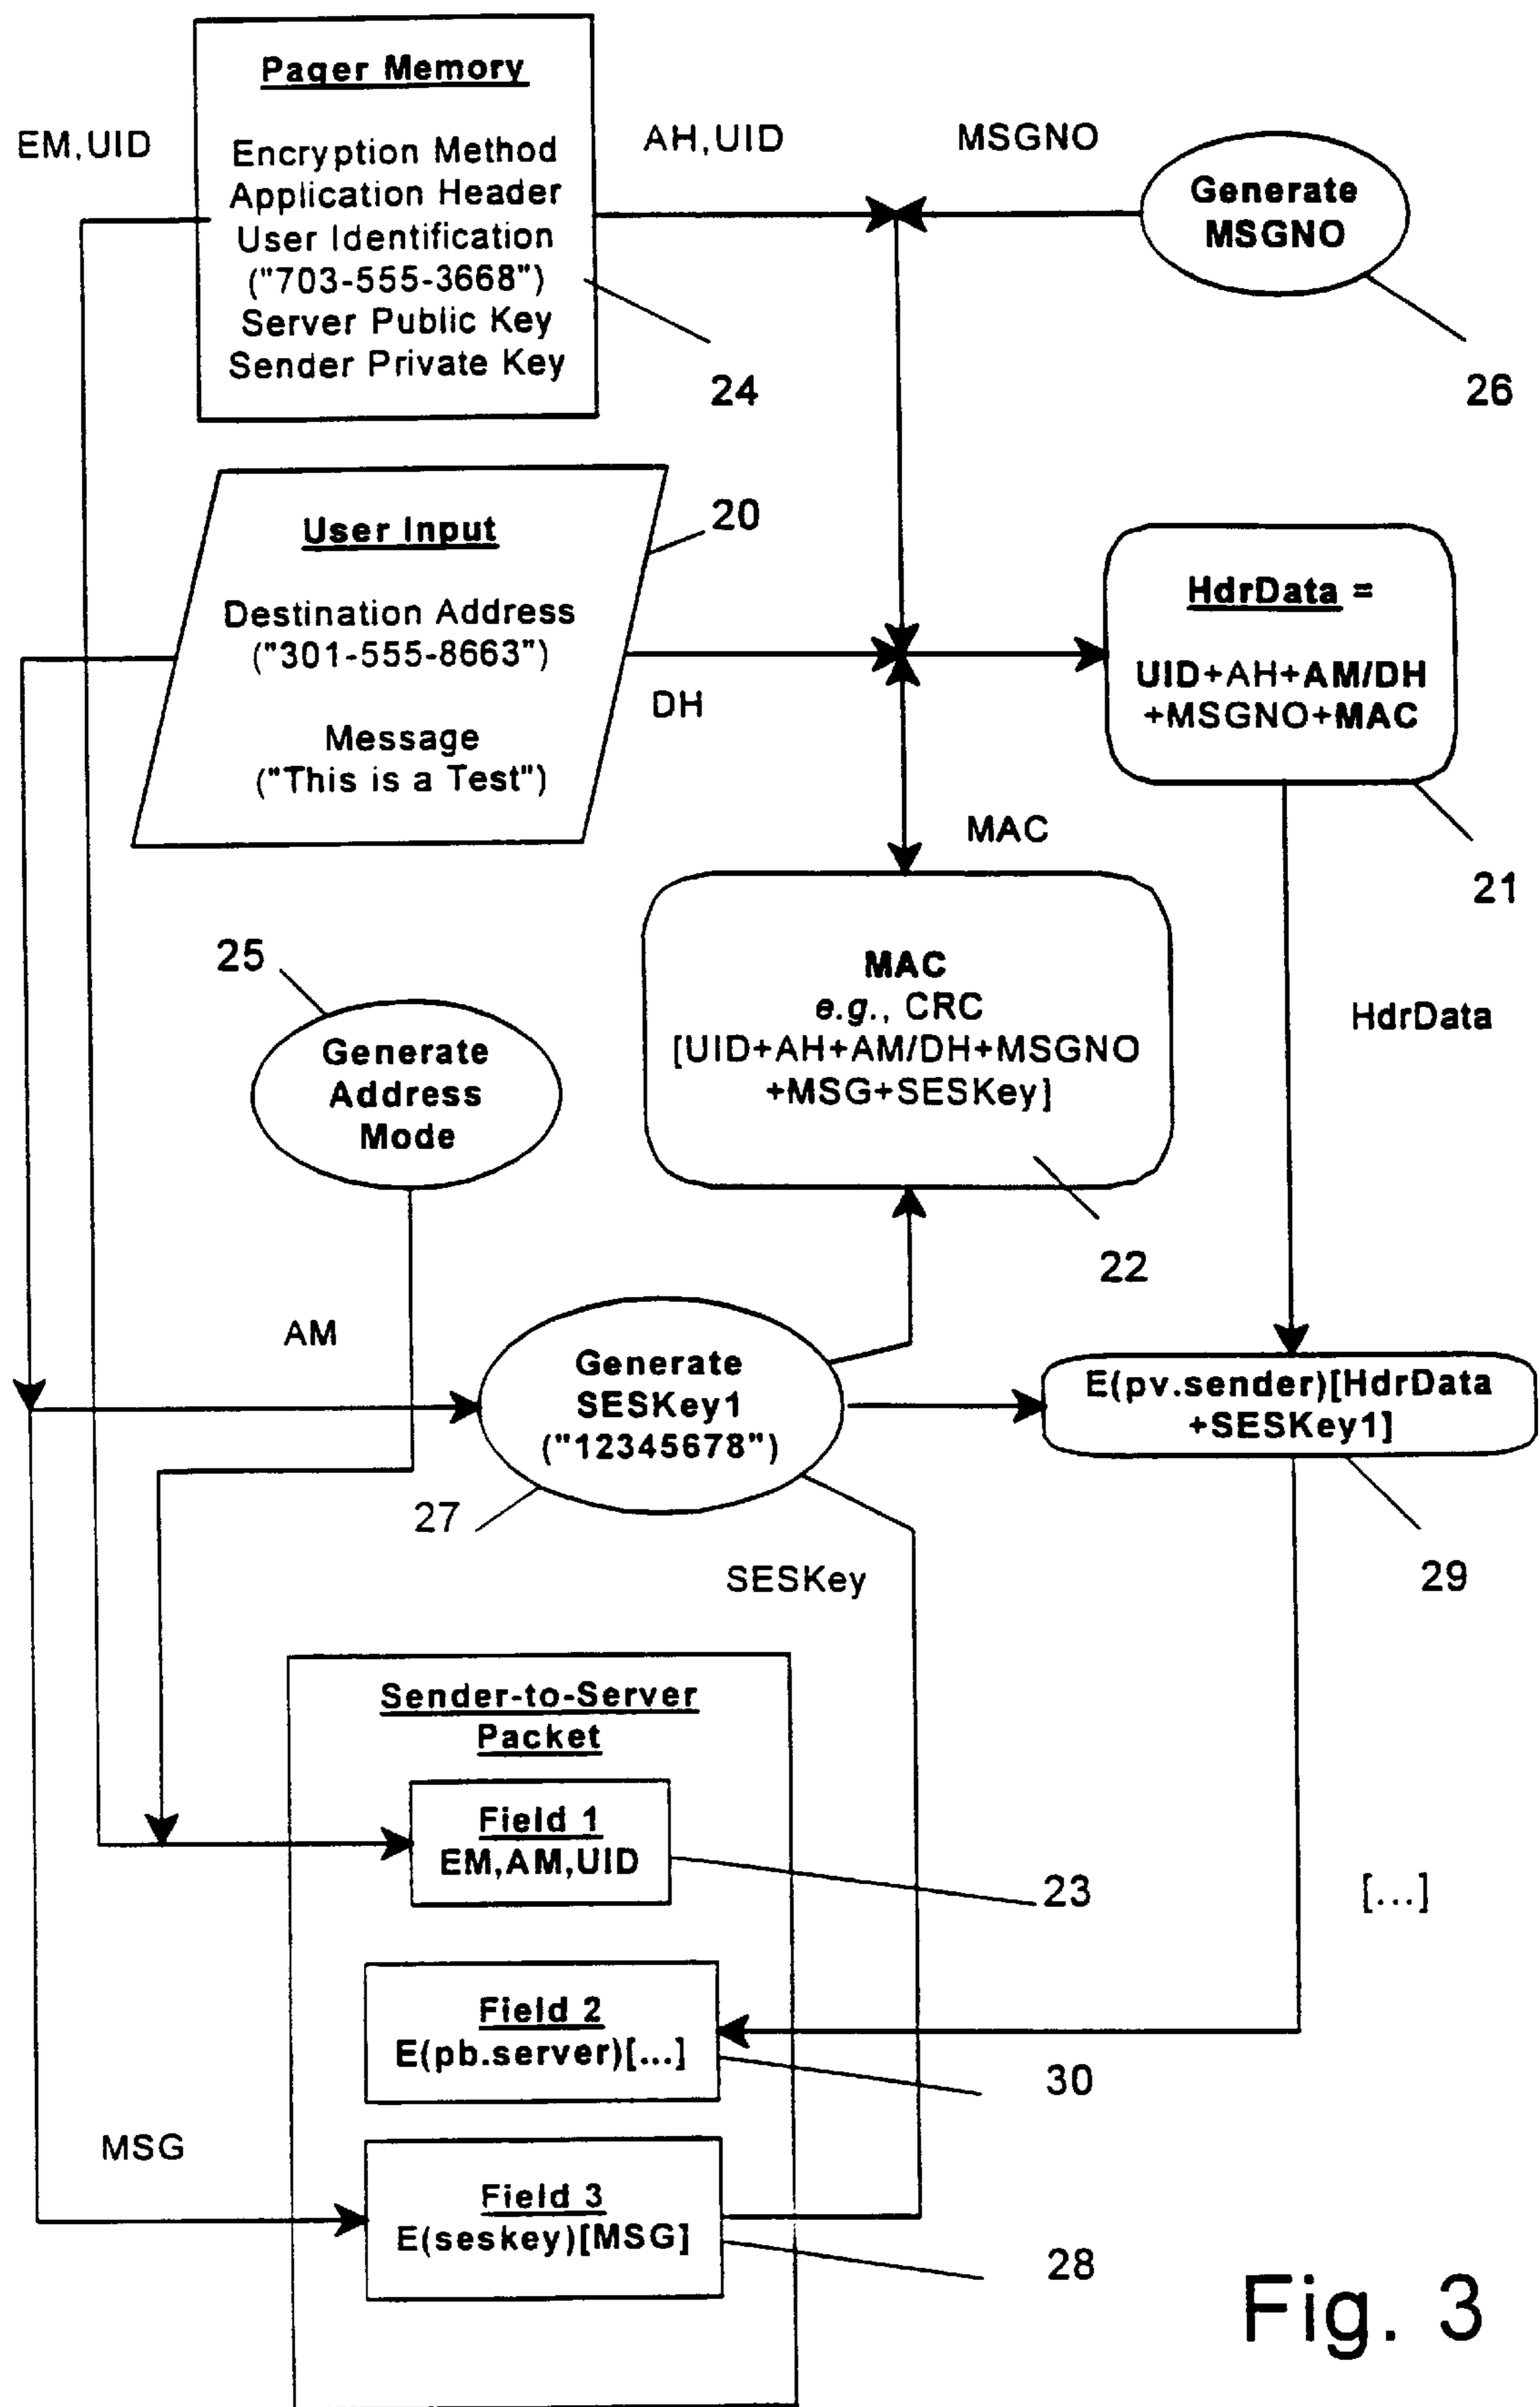 Pager Memory
Encryption Method
Application Header
User Identification
("703-555-3668")
Server Public Key
Sender Private Key
EM,UID
AH,UID
MSGNO
Generate
MSGNO
24
26
User Input
Destination Address
("301-555-8663")
Message
("This is a Test")
20
DH
HdrData =
UID+AH+AM/DH
+MSGNO+MAC
21
MAC
MAC
e.g., CRC
[UID+AH+AM/DH+MSGNO
+MSG+SESKey]
22
HdrData
25
Generate
Address
Mode
AM
Generate
SESKey1
("12345678")
27
E(pv.sender)[HdrData
+SESKey1]
29
SESKey
Sender-to-Server
Packet
Field 1
EM,AM,UID
23
[...]
Field 2
E(pb.server)[...]
30
MSG
Field 3
E(seskey)[MSG]
28
Fig. 3